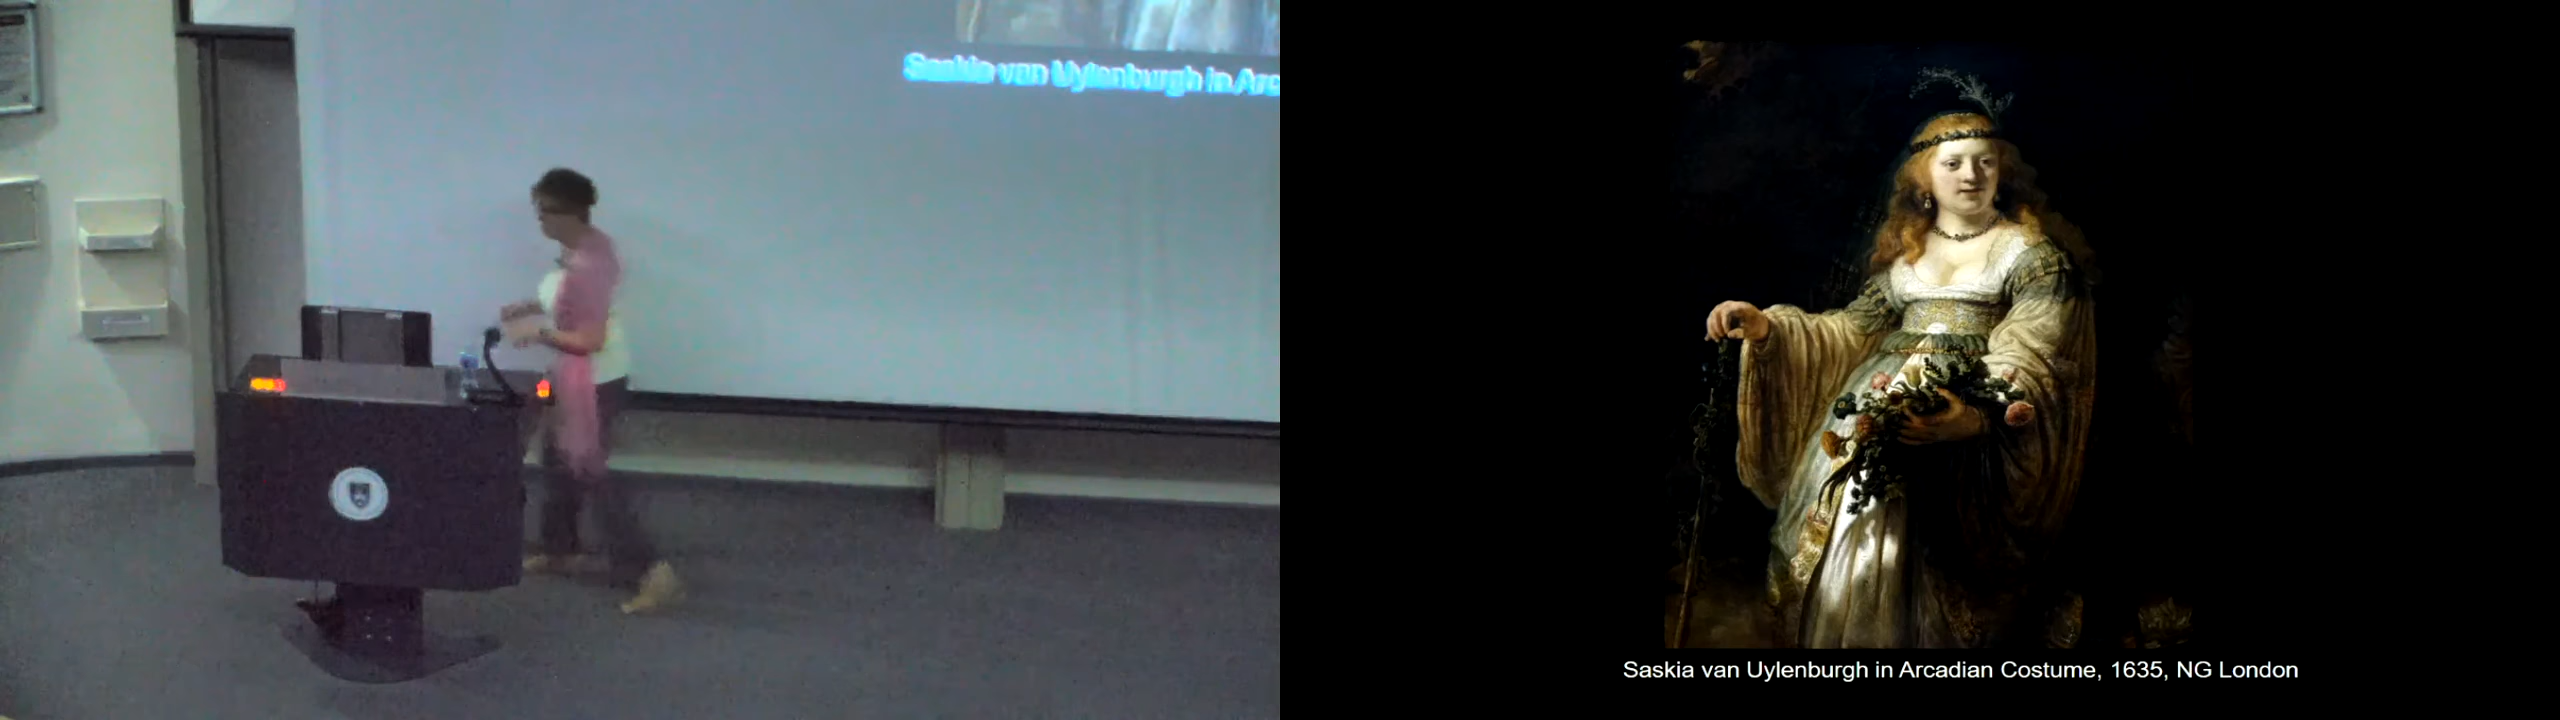 Saskia van Uylenburgh in Arc
Saskia van Uylenburgh in Arcadian Costume, 1635, NG London